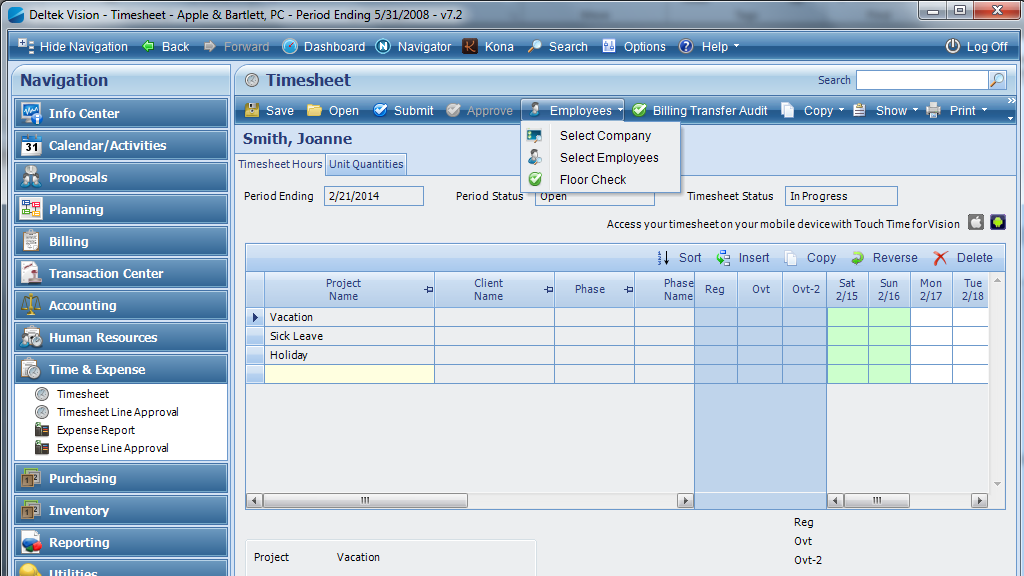 Deltek Vision - Timesheet - Apple & Bartlett, PC - Period Ending 5/31/2008 - v7.2
Hide Navigation Back Forward Dashboard N Navigator K Kona Search Options ? Help Log Off
Navigation
Info Center
31 Calendar/Activities
Proposals
Planning
Billing
Transaction Center
Accounting
Human Resources
Time & Expense
Timesheet
Timesheet Line Approval
Expense Report
Expense Line Approval
Purchasing
Inventory
Reporting
Utilities
Timesheet Search
Save Open Submit Approve Employees Billing Transfer Audit Copy Show Print
Select Company
Select Employees
Floor Check
Smith, Joanne
Timesheet Hours Unit Quantities
Period Ending 2/21/2014 Period Status Open Timesheet Status In Progress
Access your timesheet on your mobile device with Touch Time for Vision
Sort Insert Copy Reverse Delete
Project Name Client Name Phase Phase Name Reg Ovt Ovt-2 Sat 2/15 Sun 2/16 Mon 2/17 Tue 2/18
Vacation
Sick Leave
Holiday
Reg
Ovt
Ovt-2
Project Vacation